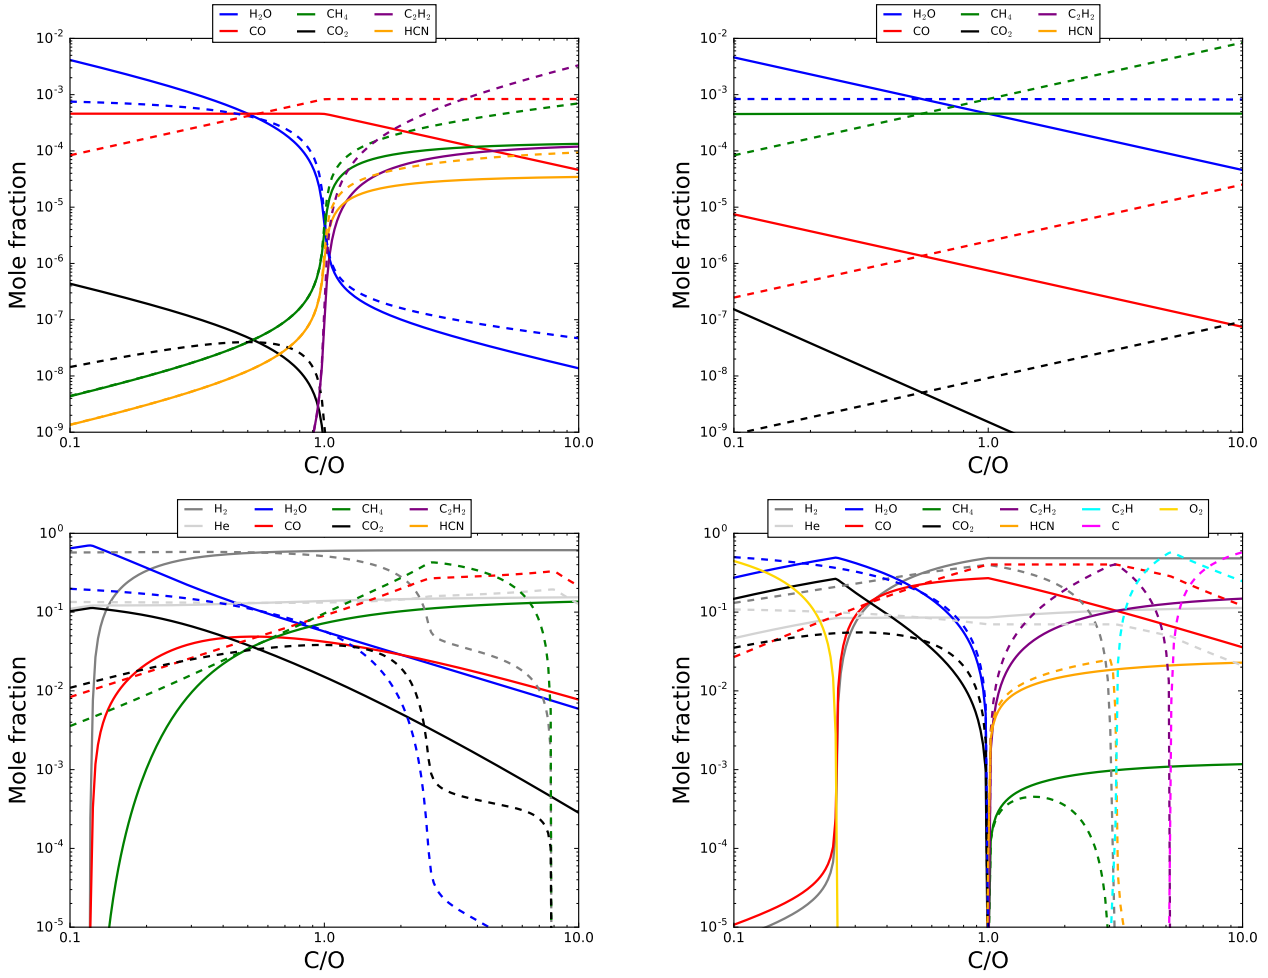 H₂O CH₄ C₂H₂
CO CO₂ HCN
10⁻²
10⁻³
10⁻⁴
10⁻⁵
10⁻⁶
10⁻⁷
10⁻⁸
10⁻⁹
Mole fraction
0.1 1.0 10.0
C/O
H₂O CH₄ C₂H₂
CO CO₂ HCN
10⁻²
10⁻³
10⁻⁴
10⁻⁵
10⁻⁶
10⁻⁷
10⁻⁸
10⁻⁹
Mole fraction
0.1 1.0 10.0
C/O
H₂ H₂O CH₄ C₂H₂
He CO CO₂ HCN
10⁰
10⁻¹
10⁻²
10⁻³
10⁻⁴
10⁻⁵
Mole fraction
0.1 1.0 10.0
C/O
H₂ H₂O CH₄ C₂H₂ C₂H O₂
He CO CO₂ HCN C
10⁰
10⁻¹
10⁻²
10⁻³
10⁻⁴
10⁻⁵
Mole fraction
0.1 1.0 10.0
C/O